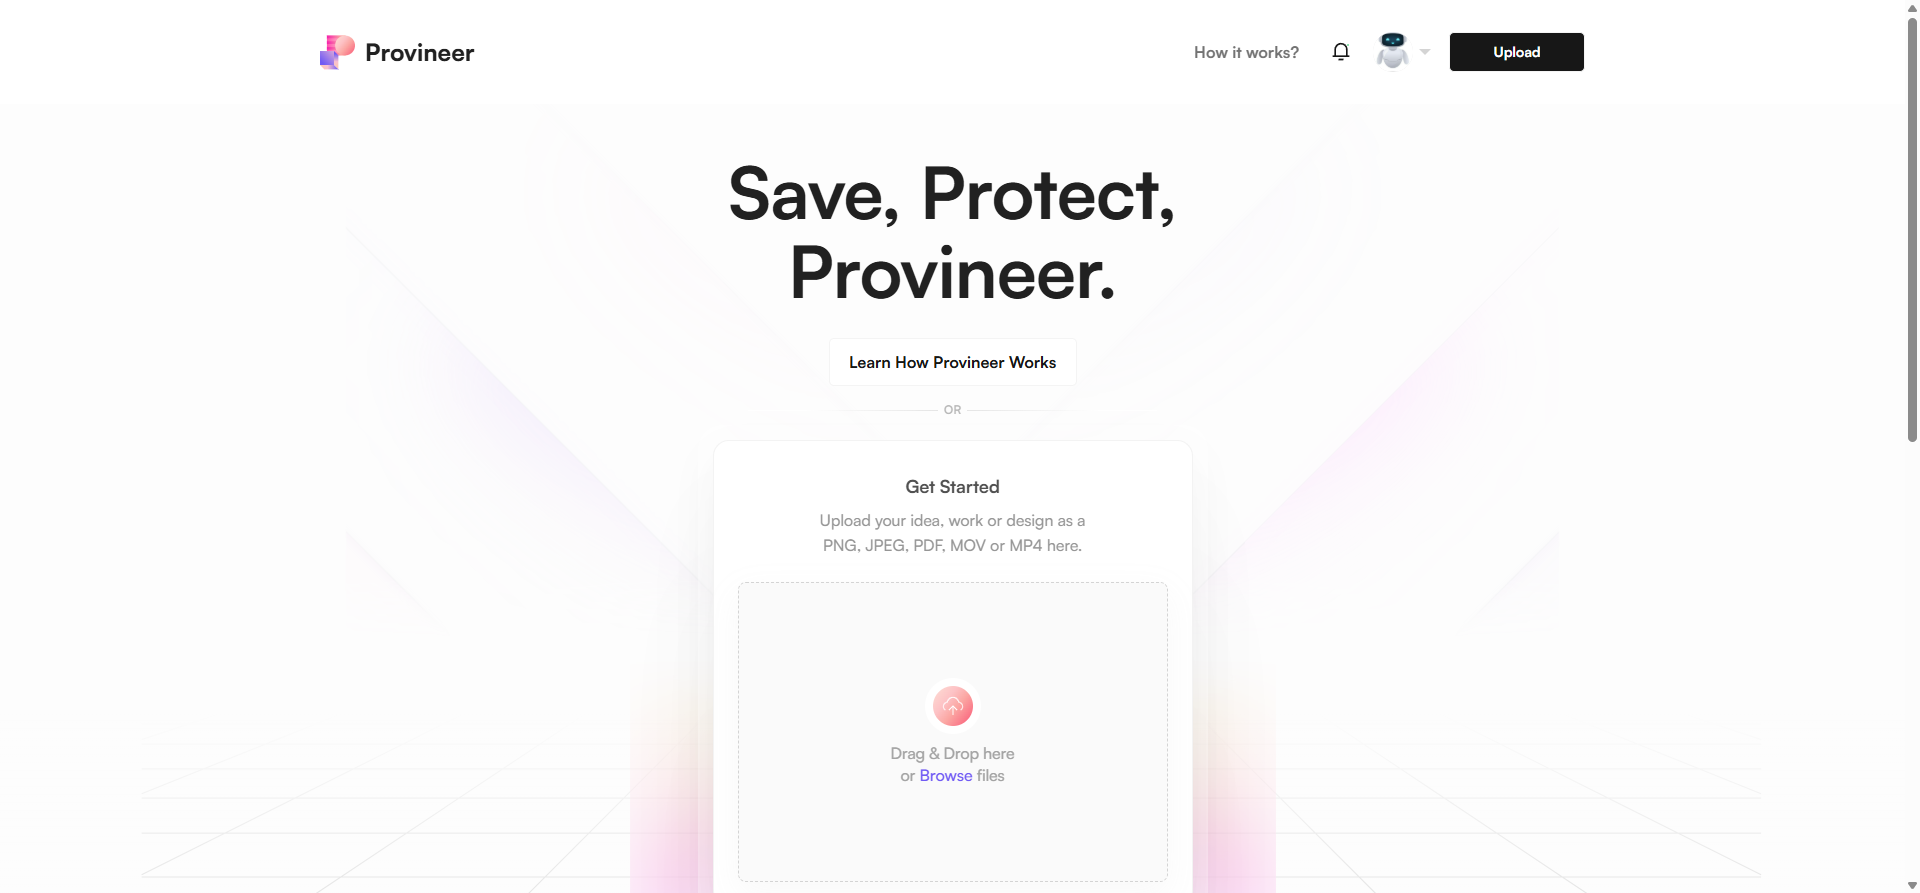 Provineer
How it works?
Upload
Save, Protect,
Provineer.
Learn How Provineer Works
OR
Get Started
Upload your idea, work or design as a
PNG, JPEG, PDF, MOV or MP4 here.
Drag & Drop here
or Browse files